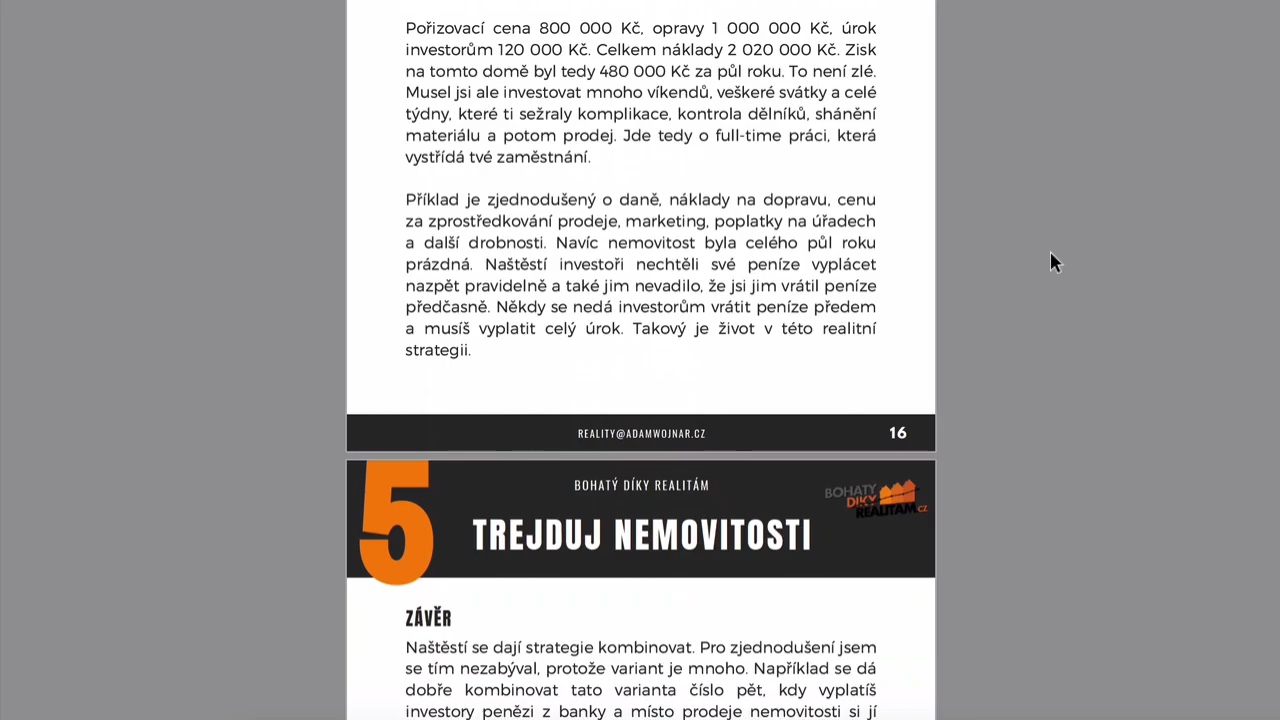 Pořizovací cena 800 000 Kč, opravy 1 000 000 Kč, úrok
investorům 120 000 Kč. Celkem náklady 2 020 000 Kč. Zisk
na tomto domě byl tedy 480 000 Kč za půl roku. To není zlé.
Musel jsi ale investovat mnoho víkendů, veškeré svátky a celé
týdny, které ti sežraly komplikace, kontrola dělníků, shánění
materiálu a potom prodej. Jde tedy o full-time práci, která
vystřídá tvé zaměstnání.
Příklad je zjednodušený o daně, náklady na dopravu, cenu
za zprostředkování prodeje, marketing, poplatky na úřadech
a další drobnosti. Navíc nemovitost byla celého půl roku
prázdná. Naštěstí investoři nechtěli své peníze vyplácet
nazpět pravidelně a také jim nevadilo, že jsi jim vrátil peníze
předčasně. Někdy se nedá investorům vrátit peníze předem
a musíš vyplatit celý úrok. Takový je život v této realitní
strategii.
REALITY@ADAMWOJNAR.CZ
16
5
BOHATÝ DÍKY REALITÁM
BOHATÝ
DÍKY
REALITÁM.CZ
TREJDUJ NEMOVITOSTI
ZÁVĚR
Naštěstí se dají strategie kombinovat. Pro zjednodušení jsem
se tím nezabýval, protože variant je mnoho. Například se dá
dobře kombinovat tato varianta číslo pět, kdy vyplatíš
investory penězi z banky a místo prodeje nemovitosti si jí